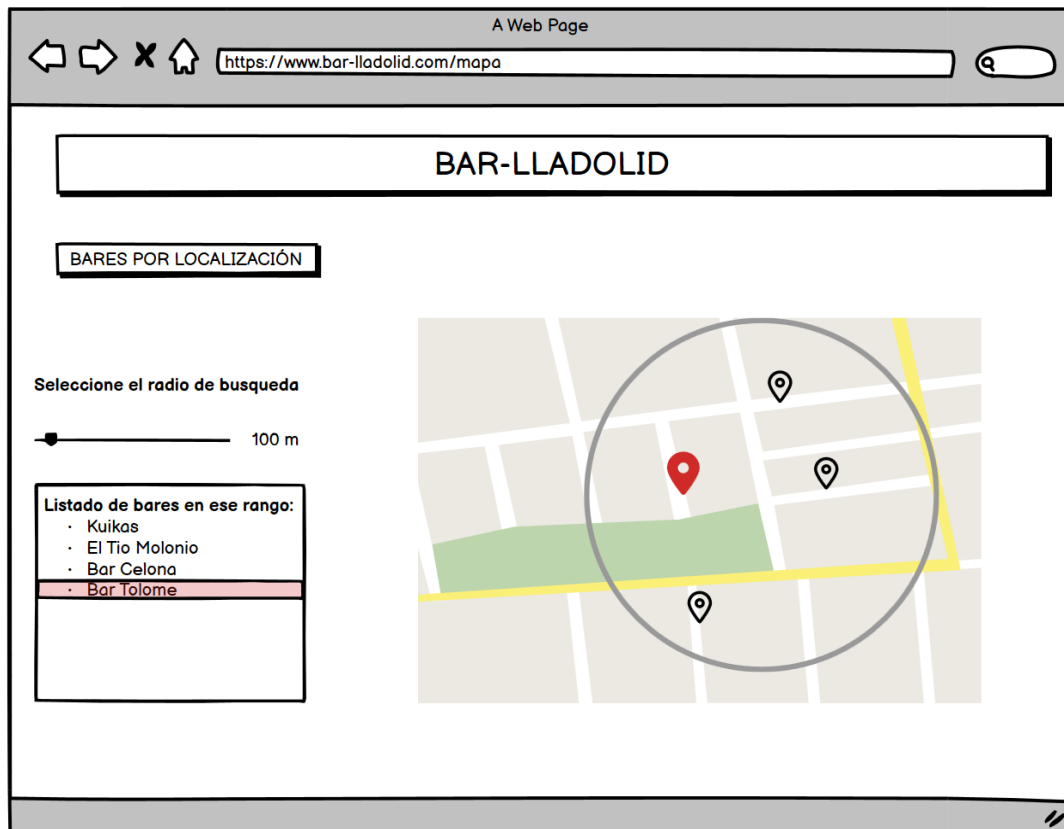 A Web Page
https://www.bar-lladolid.com/mapa
BAR-LLADOLID
BARES POR LOCALIZACIÓN
Seleccione el radio de busqueda
100 m
Listado de bares en ese rango:
· Kuikas
· El Tio Molonio
· Bar Celona
· Bar Tolome